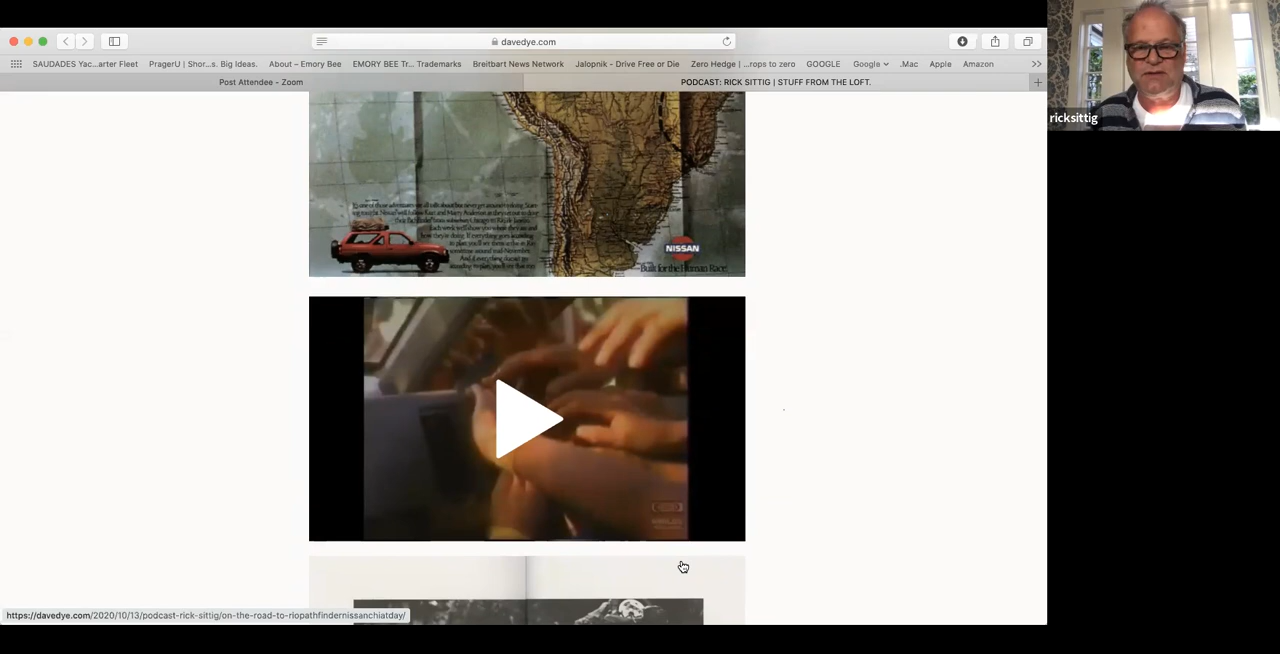 davedye.com
SAUDADES Yac...arter Fleet PragerU | Shor...s. Big Ideas. About – Emory Bee EMORY BEE Tr... Trademarks Breitbart News Network Jalopnik - Drive Free or Die Zero Hedge | ...rops to zero GOOGLE Google .Mac Apple Amazon >>
Post Attendee - Zoom PODCAST: RICK SITTIG | STUFF FROM THE LOFT. +
ricksittig
NISSAN
Built for the Human Race.
https://davedye.com/2020/10/13/podcast-rick-sittig/on-the-road-to-riopathfindernissanchiatday/